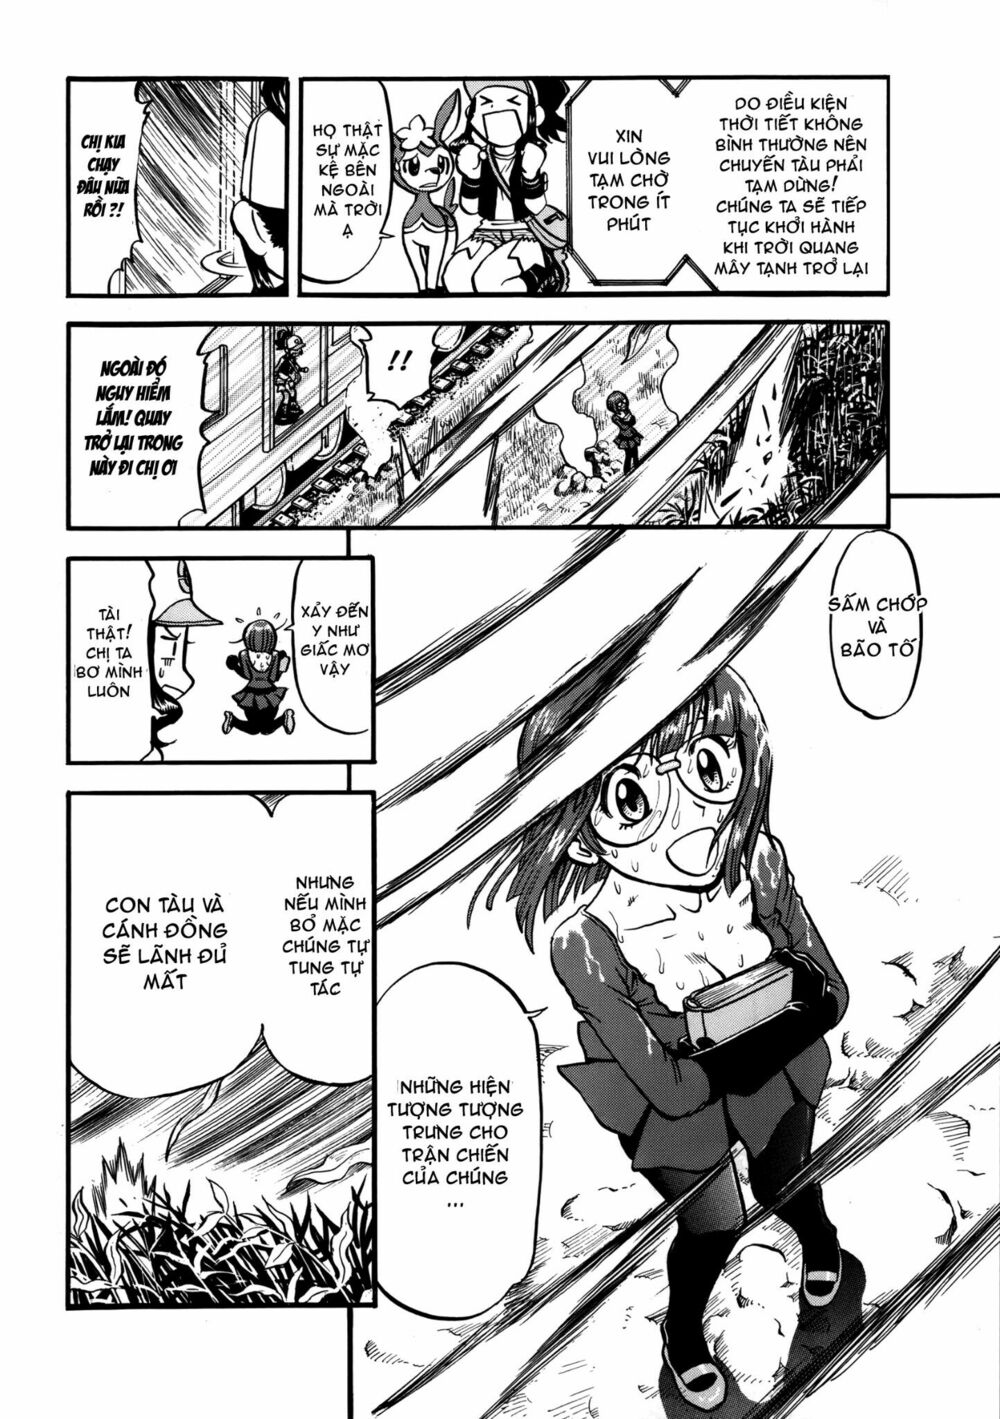 DO ĐIỀU KIỆN
THỜI TIẾT KHÔNG
BÌNH THƯỜNG NÊN
CHUYẾN TÀU PHẢI
TẠM DỪNG!
CHÚNG TA SẼ TIẾP
TỤC KHỞI HÀNH
KHI TRỜI QUANG
MÂY TẠNH TRỞ LẠI
XIN
VUI LÒNG
TẠM CHỜ
TRONG ÍT
PHÚT
HỌ THẬT
SỰ MẶC
KỆ BÊN
NGOÀI
MÀ TRỜI
Ạ
CHỊ KIA
CHẠY
ĐÂU NỮA
RỒI ?!
!!
NGOÀI ĐÓ
NGUY HIỂM
LẮM! QUAY
TRỞ LẠI TRONG
NÀY ĐI CHỊ ƠI
SẤM CHỚP
VÀ
BÃO TỐ
XẢY ĐẾN
Y NHƯ
GIẤC MƠ
VẬY
TÀI
THẬT!
CHỊ TA
BƠ MÌNH
LUÔN
NHỮNG HIỆN
TƯỢNG TƯỢNG
TRƯNG CHO
TRẬN CHIẾN
CỦA CHÚNG
...
NHƯNG
NẾU MÌNH
BỎ MẶC
CHÚNG TỰ
TUNG TỰ
TÁC
CON TÀU VÀ
CÁNH ĐỒNG
SẼ LÃNH ĐỦ
MẤT